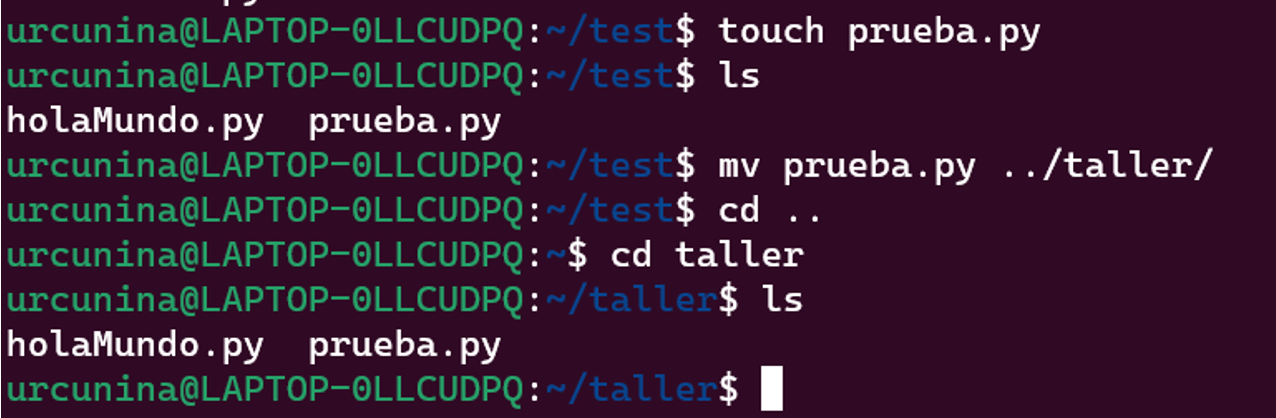 urcunina@LAPTOP-0LLCUDPQ:~/test$ touch prueba.py
urcunina@LAPTOP-0LLCUDPQ:~/test$ ls
holaMundo.py  prueba.py
urcunina@LAPTOP-0LLCUDPQ:~/test$ mv prueba.py ../taller/
urcunina@LAPTOP-0LLCUDPQ:~/test$ cd ..
urcunina@LAPTOP-0LLCUDPQ:~$ cd taller
urcunina@LAPTOP-0LLCUDPQ:~/taller$ ls
holaMundo.py  prueba.py
urcunina@LAPTOP-0LLCUDPQ:~/taller$